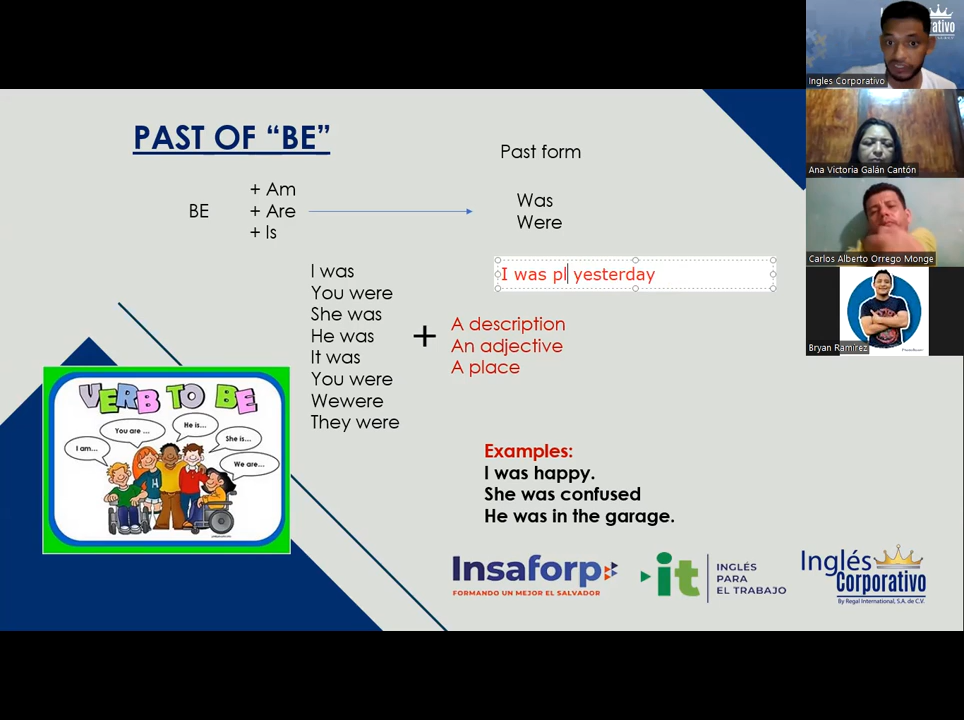 PAST OF “BE”
Past form
+ Am
BE + Are
+ Is
Was
Were
I was pl yesterday
I was
You were
She was
He was
It was
You were
Wewere
They were
+
A description
An adjective
A place
VERB TO BE
I am...
You are ...
He is...
She is...
We are...
Examples:
I was happy.
She was confused
He was in the garage.
Insaforp
FORMANDO UN MEJOR EL SALVADOR
it
INGLÉS
PARA
EL TRABAJO
Inglés
Corporativo
By Regal International, S.A. de C.V.
Ingles Corporativo
Ana Victoria Galán Cantón
Carlos Alberto Orrego Monge
Bryan Ramirez